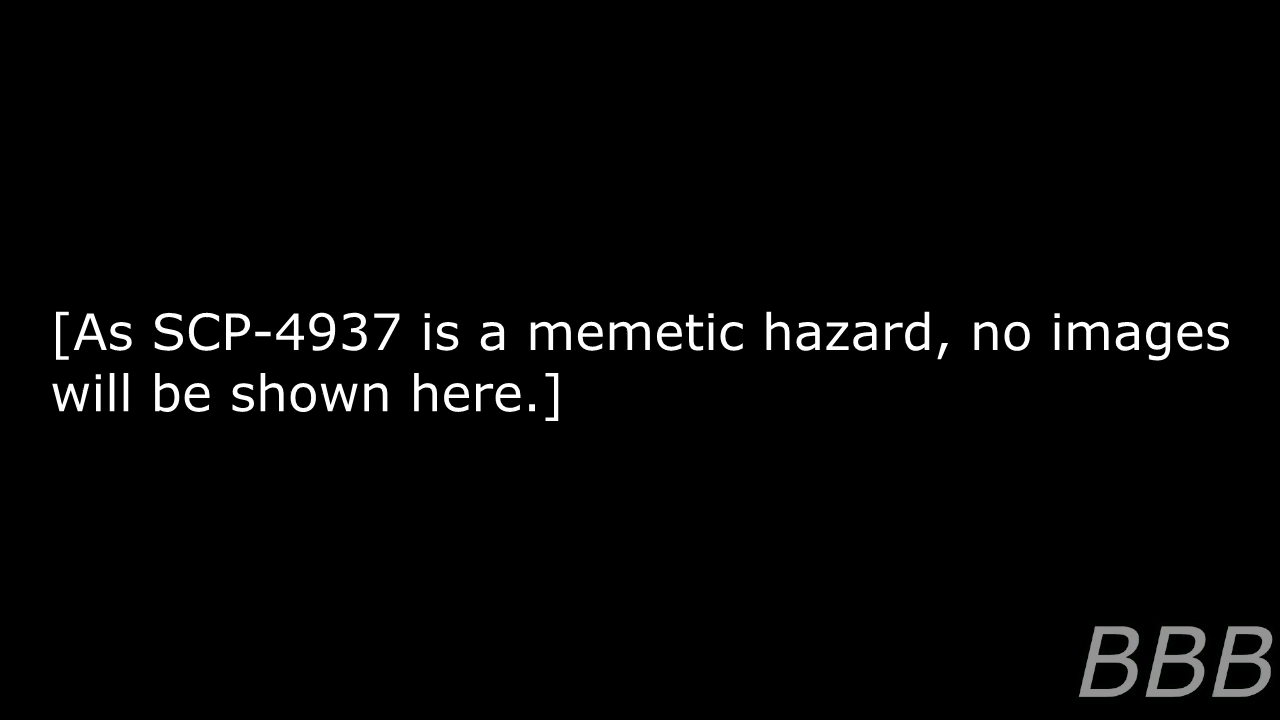 [As SCP-4937 is a memetic hazard, no images
will be shown here.]
BBB